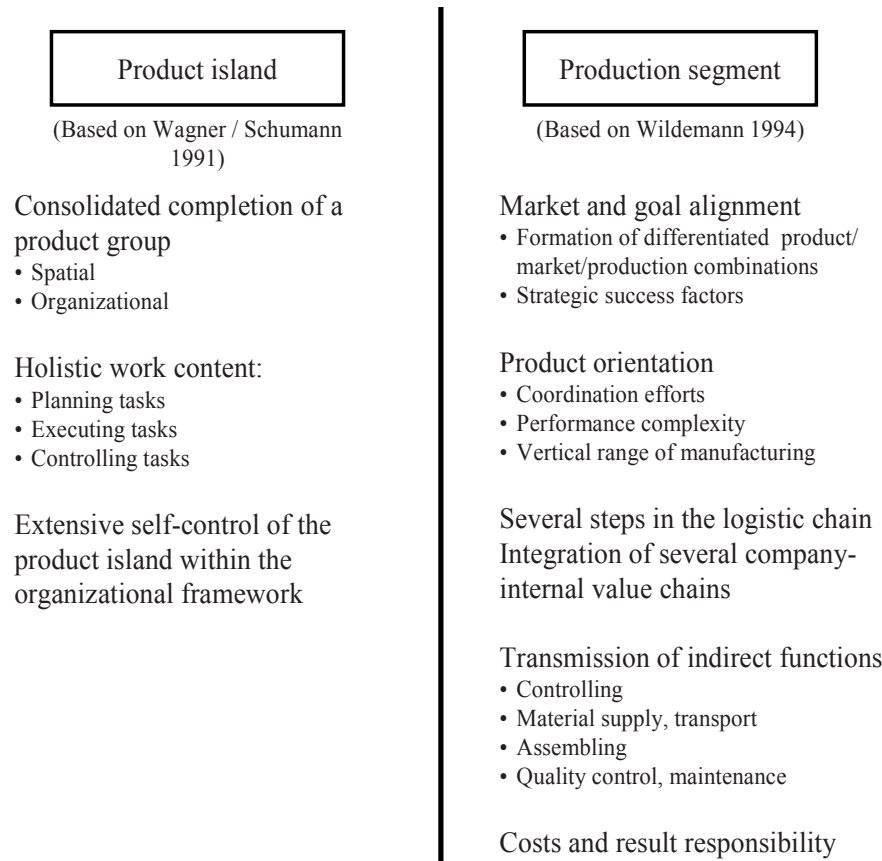 Product island
(Based on Wagner / Schumann
1991)
Consolidated completion of a
product group
• Spatial
• Organizational
Holistic work content:
• Planning tasks
• Executing tasks
• Controlling tasks
Extensive self-control of the
product island within the
organizational framework
Production segment
(Based on Wildemann 1994)
Market and goal alignment
• Formation of differentiated product/
market/production combinations
• Strategic success factors
Product orientation
• Coordination efforts
• Performance complexity
• Vertical range of manufacturing
Several steps in the logistic chain
Integration of several company-
internal value chains
Transmission of indirect functions
• Controlling
• Material supply, transport
• Assembling
• Quality control, maintenance
Costs and result responsibility